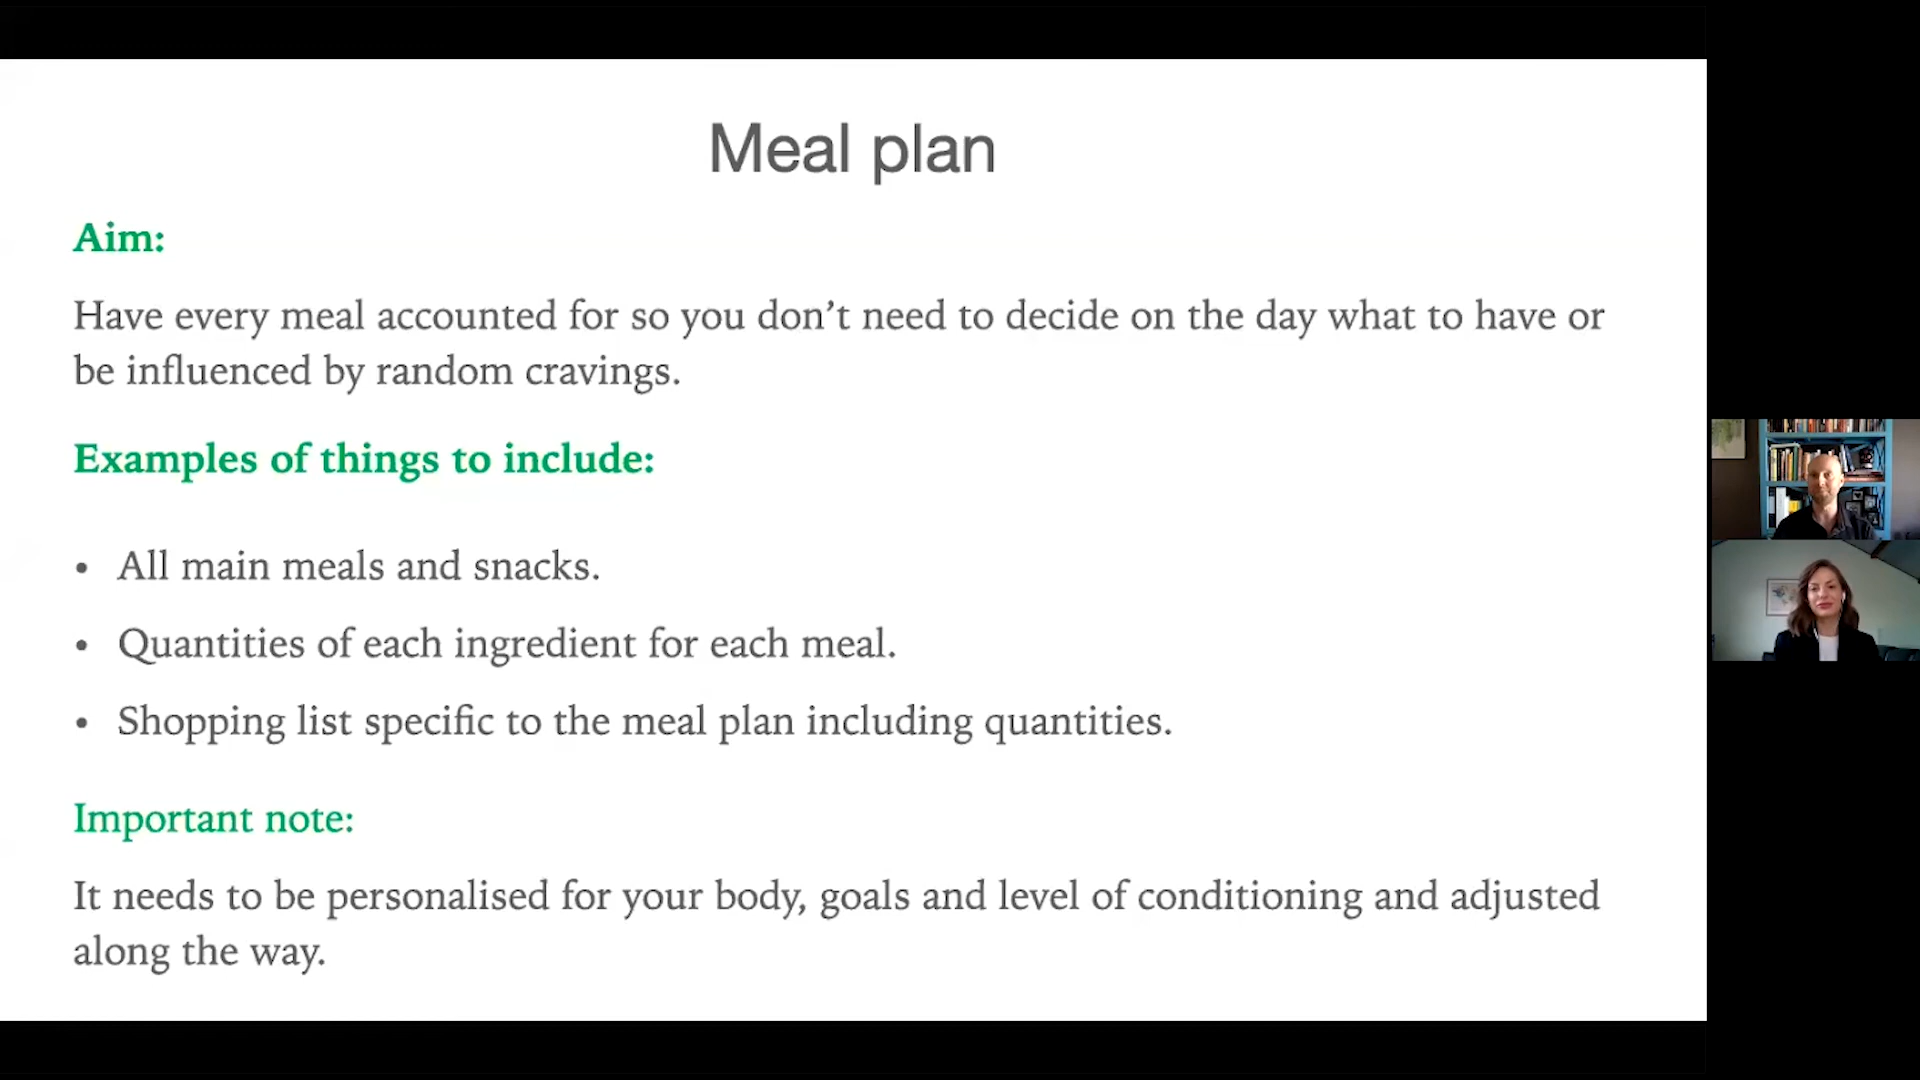 Meal plan
Aim:
Have every meal accounted for so you don’t need to decide on the day what to have or
be influenced by random cravings.
Examples of things to include:
• All main meals and snacks.
• Quantities of each ingredient for each meal.
• Shopping list specific to the meal plan including quantities.
Important note:
It needs to be personalised for your body, goals and level of conditioning and adjusted
along the way.